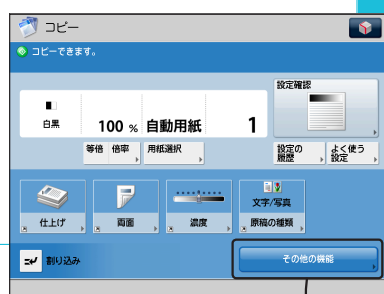 コピー
コピーできます。
設定確認
白黒 100 % 自動用紙 1
等倍 倍率 用紙選択
設定の履歴 よく使う設定
文字/写真
仕上げ 両面 濃度 原稿の種類
割り込み
その他の機能